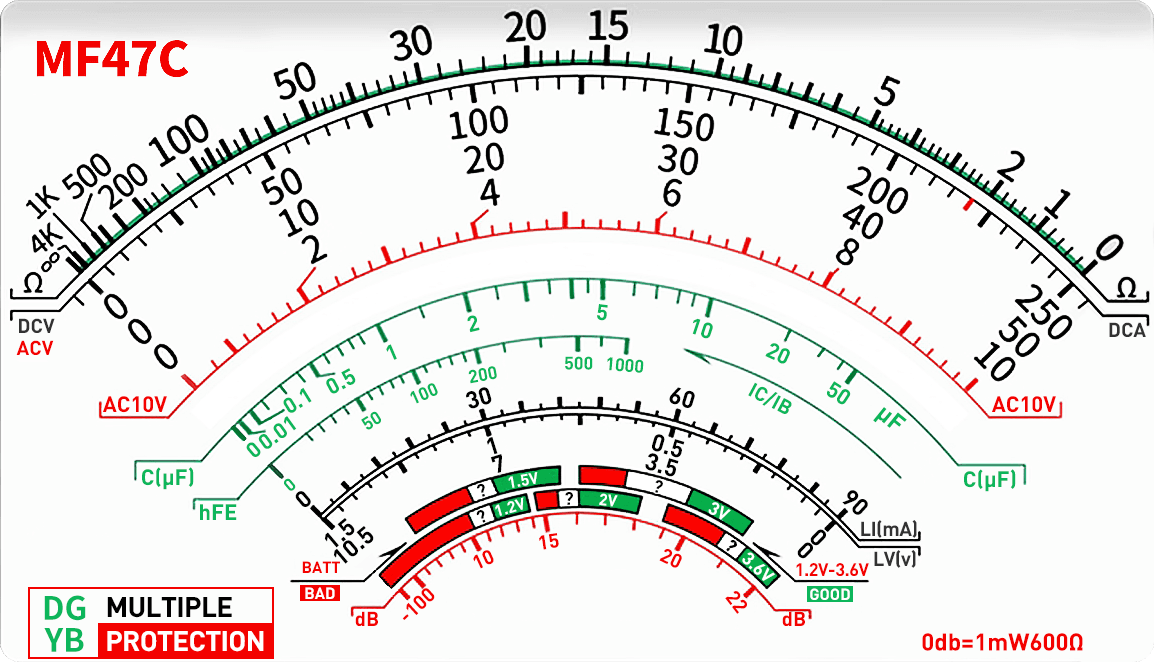 MF47C
Ω ∞ 4K 1K 500 200 100 50 30 20 15 10 5 2 1 0 Ω
DCV
ACV
0 50 100 150 200 250
0 10 20 30 40 50
0 2 4 6 8 10
DCA
AC10V 2 4 6 8 AC10V
C(µF) 0 0.01 0.1 0.5 1 2 5 10 20 50 µF C(µF)
hFE 0 50 100 200 500 1000 IC/IB
0 30 60 90 LI(mA)
1.5 1 0.5 0 LV(v)
10.5 7 3.5 0
? 1.5V ? 3V
? 1.2V ? 2V ? 3.6V
BATT
BAD
1.2V-3.6V
GOOD
dB -100 10 15 20 22 dB
DG MULTIPLE
YB PROTECTION
0db=1mW600Ω